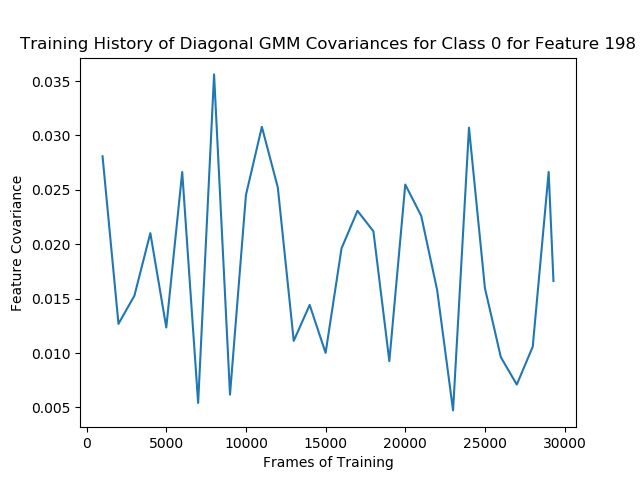 Training History of Diagonal GMM Covariances for Class 0 for Feature 198
0.035
0.030
0.025
0.020
0.015
0.010
0.005
Feature Covariance
0 5000 10000 15000 20000 25000 30000
Frames of Training